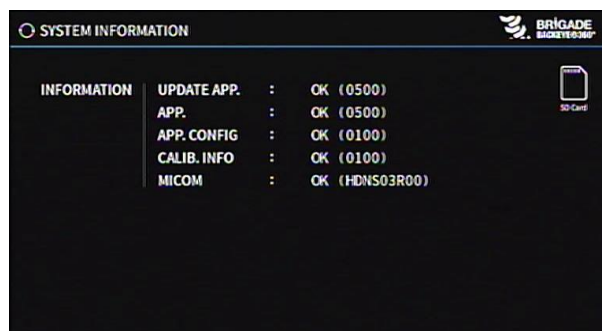 SYSTEM INFORMATION
BRIGADE
BACKEYE®360°
INFORMATION
UPDATE APP. : OK (0500)
APP. : OK (0500)
APP. CONFIG : OK (0100)
CALIB. INFO : OK (0100)
MICOM : OK (HDNS03R00)
SD Card